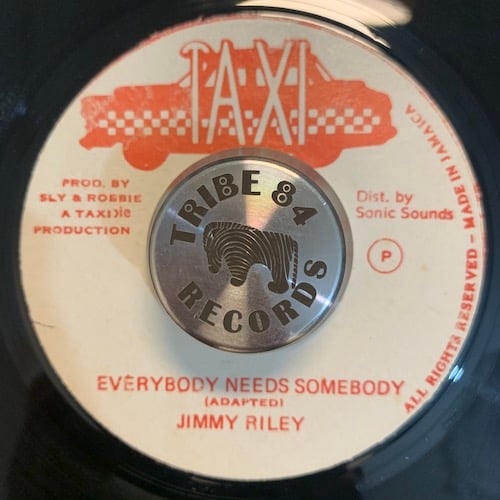 TAXI
PROD. BY
SLY & ROBBIE
A TAXI
PRODUCTION
Dist. by
Sonic Sounds
P
TRIBE 84
RECORDS
EVERYBODY NEEDS SOMEBODY
(ADAPTED)
JIMMY RILEY
ALL RIGHTS RESERVED – MADE IN JAMAICA